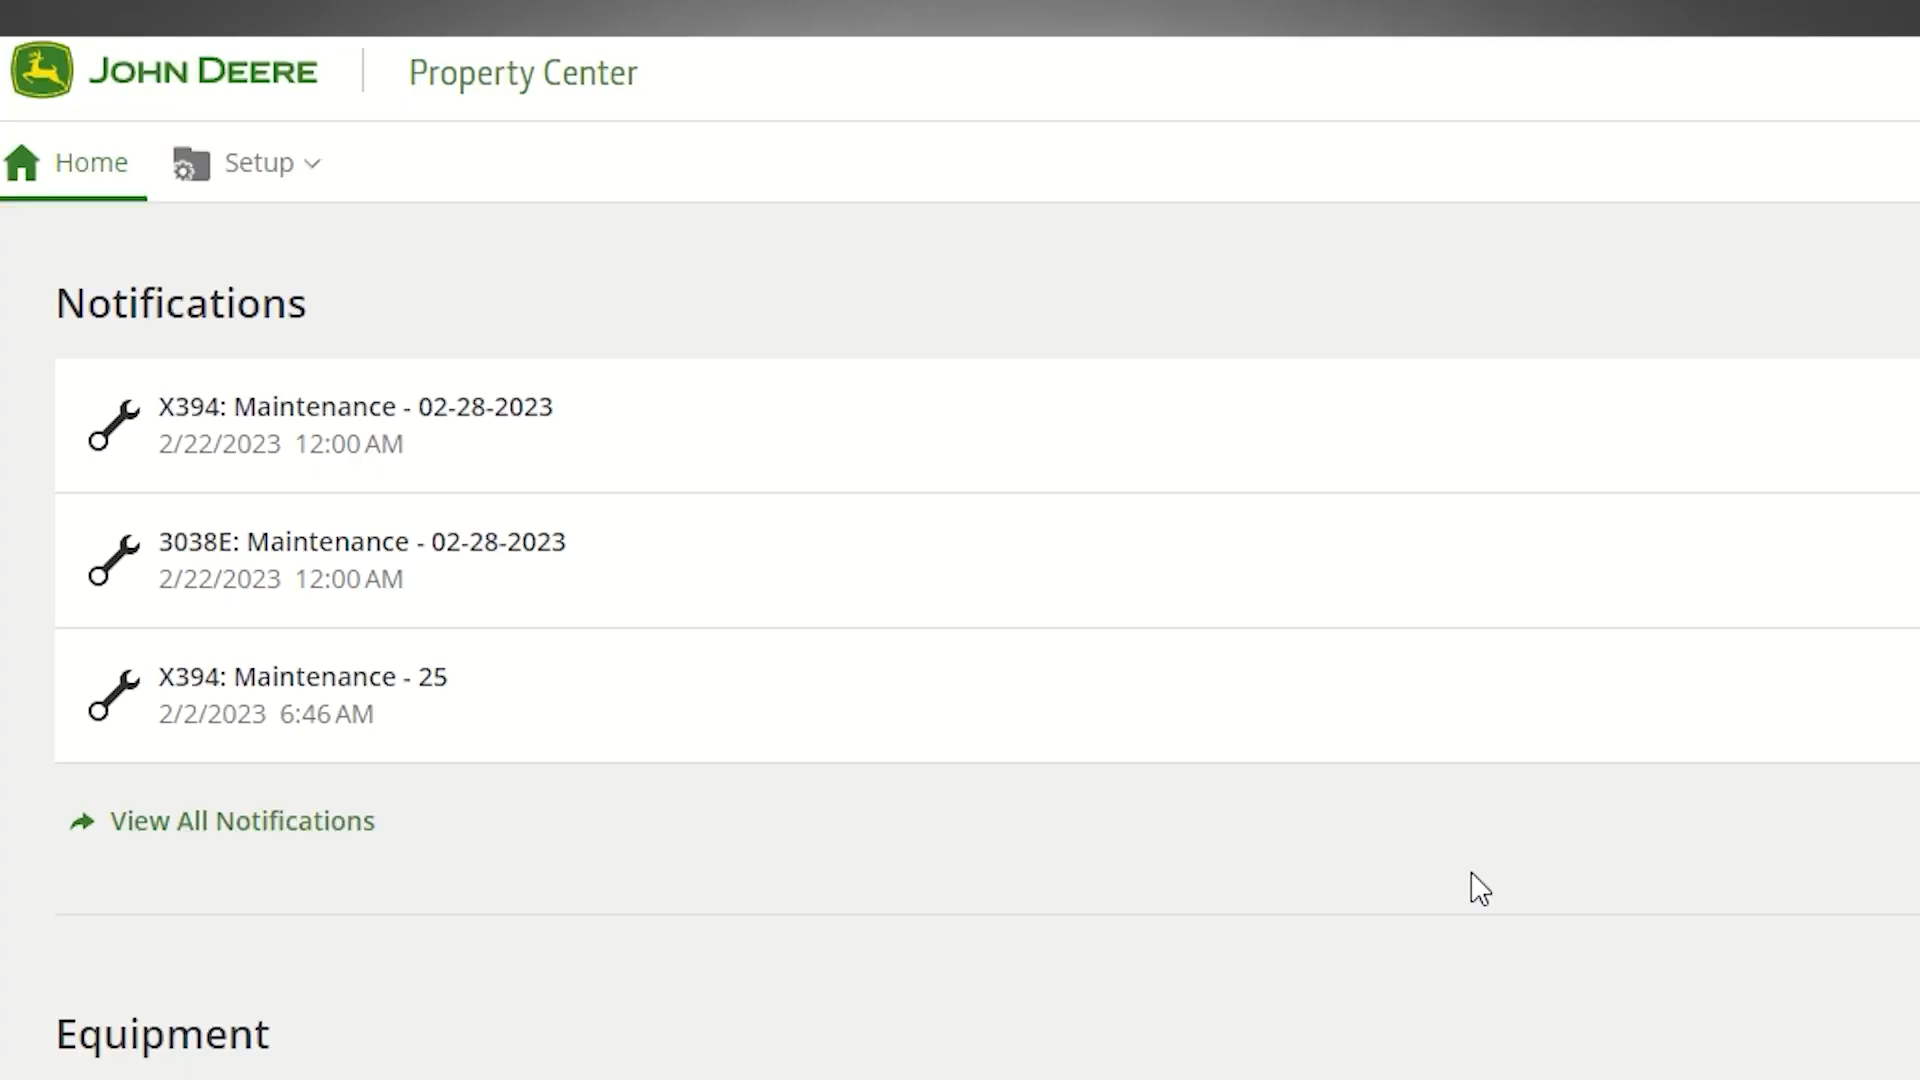 JOHN DEERE
Property Center
Home
Setup
Notifications
X394: Maintenance - 02-28-2023
2/22/2023 12:00 AM
3038E: Maintenance - 02-28-2023
2/22/2023 12:00 AM
X394: Maintenance - 25
2/2/2023 6:46 AM
View All Notifications
Equipment